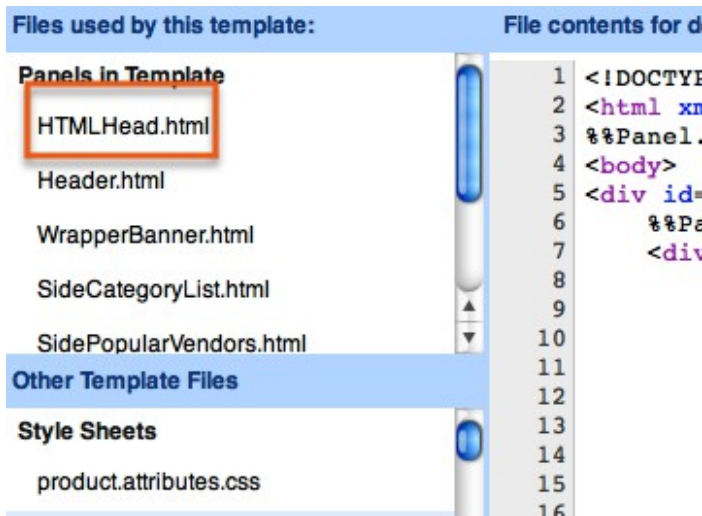 Files used by this template:
Panels in Template
HTMLHead.html
Header.html
WrapperBanner.html
SideCategoryList.html
SidePopularVendors.html
Other Template Files
Style Sheets
product.attributes.css
File contents for d
1 <!DOCTYP
2 <html xm
3 %%Panel.
4 <body>
5 <div id=
6 %%Pa
7 <div
8
9
10
11
12
13
14
15
16